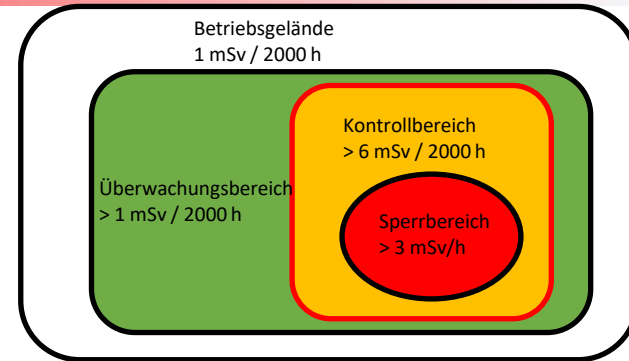 Betriebsgelände
1 mSv / 2000 h
Kontrollbereich
> 6 mSv / 2000 h
Überwachungsbereich
> 1 mSv / 2000 h
Sperrbereich
> 3 mSv/h